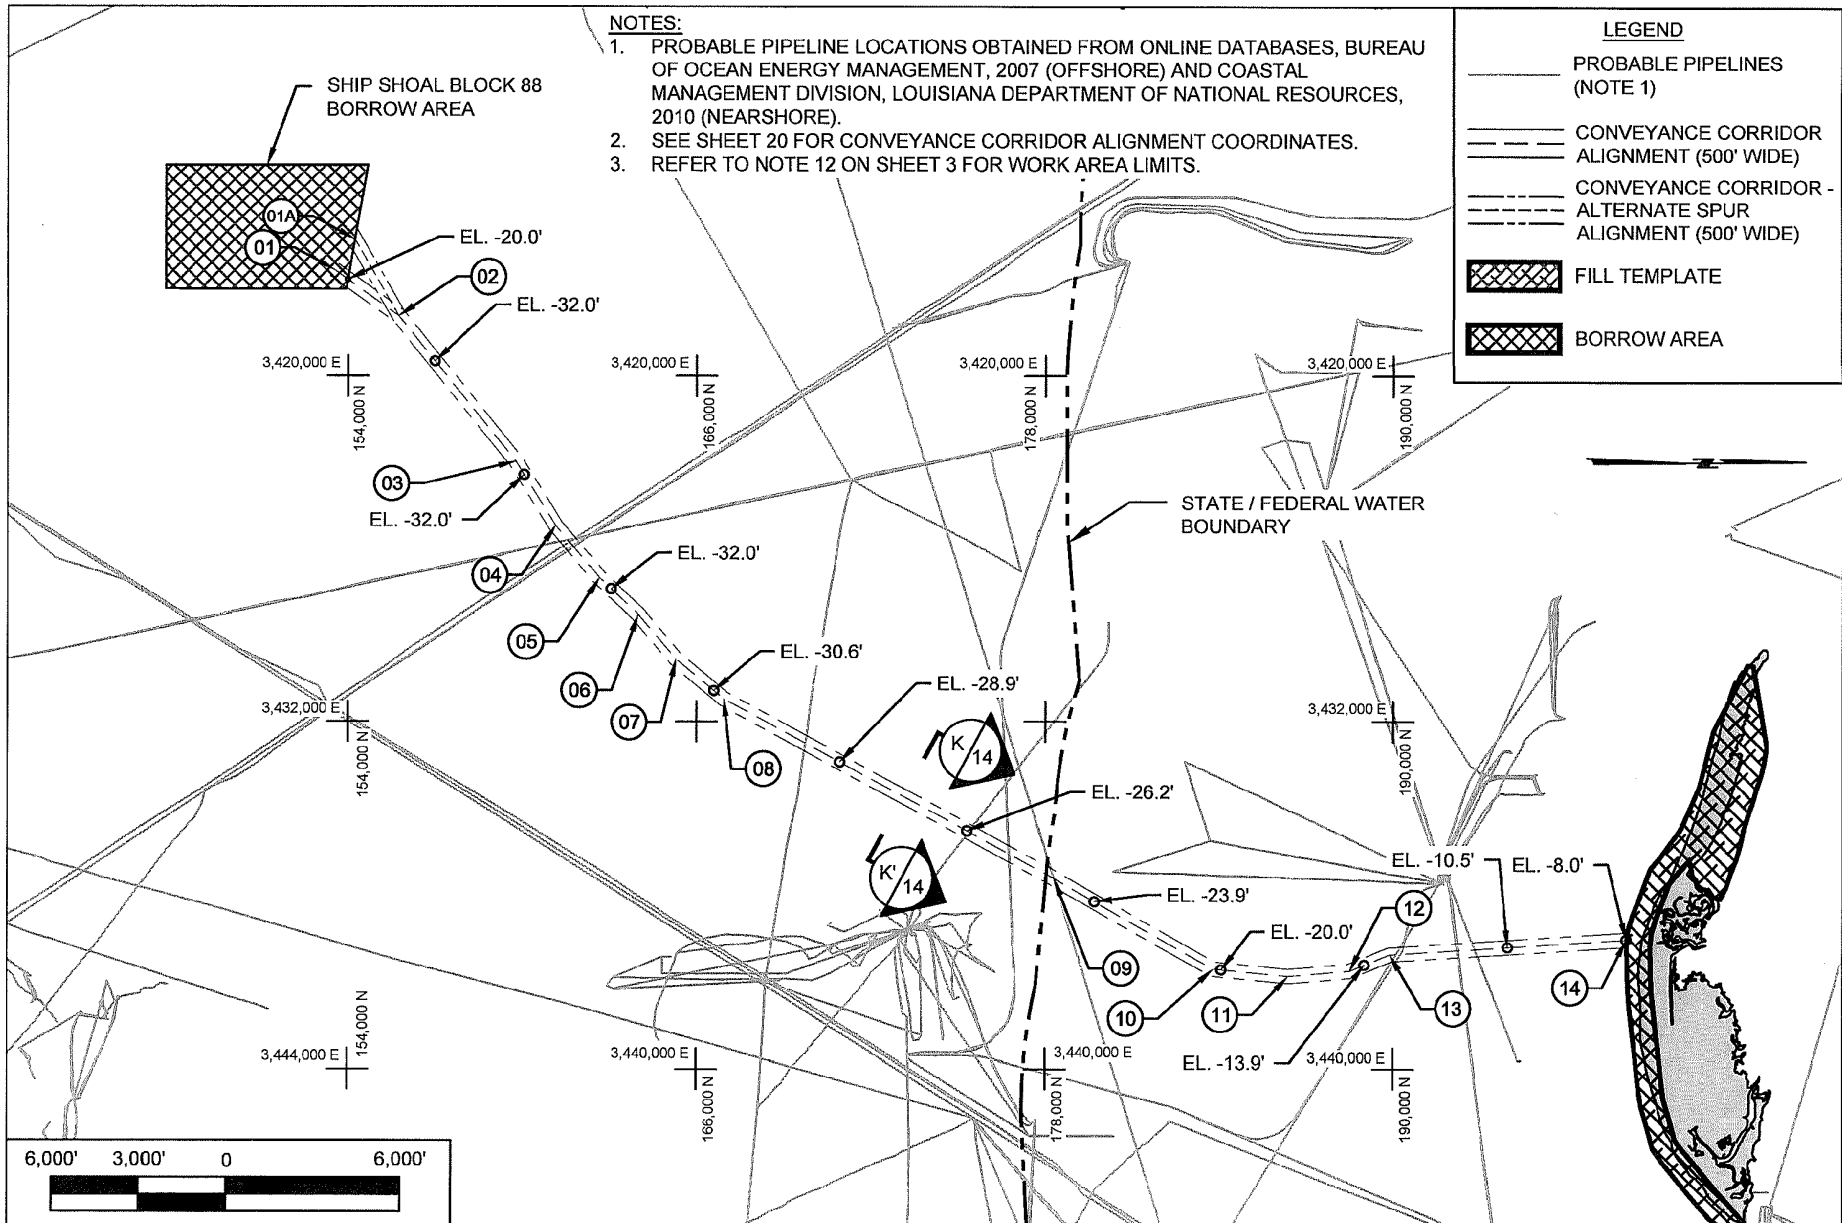 NOTES:
1. PROBABLE PIPELINE LOCATIONS OBTAINED FROM ONLINE DATABASES, BUREAU
OF OCEAN ENERGY MANAGEMENT, 2007 (OFFSHORE) AND COASTAL
MANAGEMENT DIVISION, LOUISIANA DEPARTMENT OF NATIONAL RESOURCES,
2010 (NEARSHORE).
2. SEE SHEET 20 FOR CONVEYANCE CORRIDOR ALIGNMENT COORDINATES.
3. REFER TO NOTE 12 ON SHEET 3 FOR WORK AREA LIMITS.
LEGEND
PROBABLE PIPELINES
(NOTE 1)
CONVEYANCE CORRIDOR
ALIGNMENT (500' WIDE)
CONVEYANCE CORRIDOR -
ALTERNATE SPUR
ALIGNMENT (500' WIDE)
FILL TEMPLATE
BORROW AREA
SHIP SHOAL BLOCK 88
BORROW AREA
01A
01
EL. -20.0'
02
EL. -32.0'
3,420,000 E
154,000 N
3,420,000 E
166,000 N
3,420,000 E
178,000 N
3,420,000 E
190,000 N
03
EL. -32.0'
STATE / FEDERAL WATER
BOUNDARY
04
EL. -32.0'
05
06
EL. -30.6'
07
08
EL. -28.9'
3,432,000 E
154,000 N
3,432,000 E
190,000 N
K
14
EL. -26.2'
K'
14
EL. -23.9'
EL. -10.5'
EL. -8.0'
12
EL. -20.0'
09
10
11
13
14
EL. -13.9'
3,444,000 E
154,000 N
3,440,000 E
166,000 N
3,440,000 E
178,000 N
3,440,000 E
190,000 N
6,000'
3,000'
0
6,000'